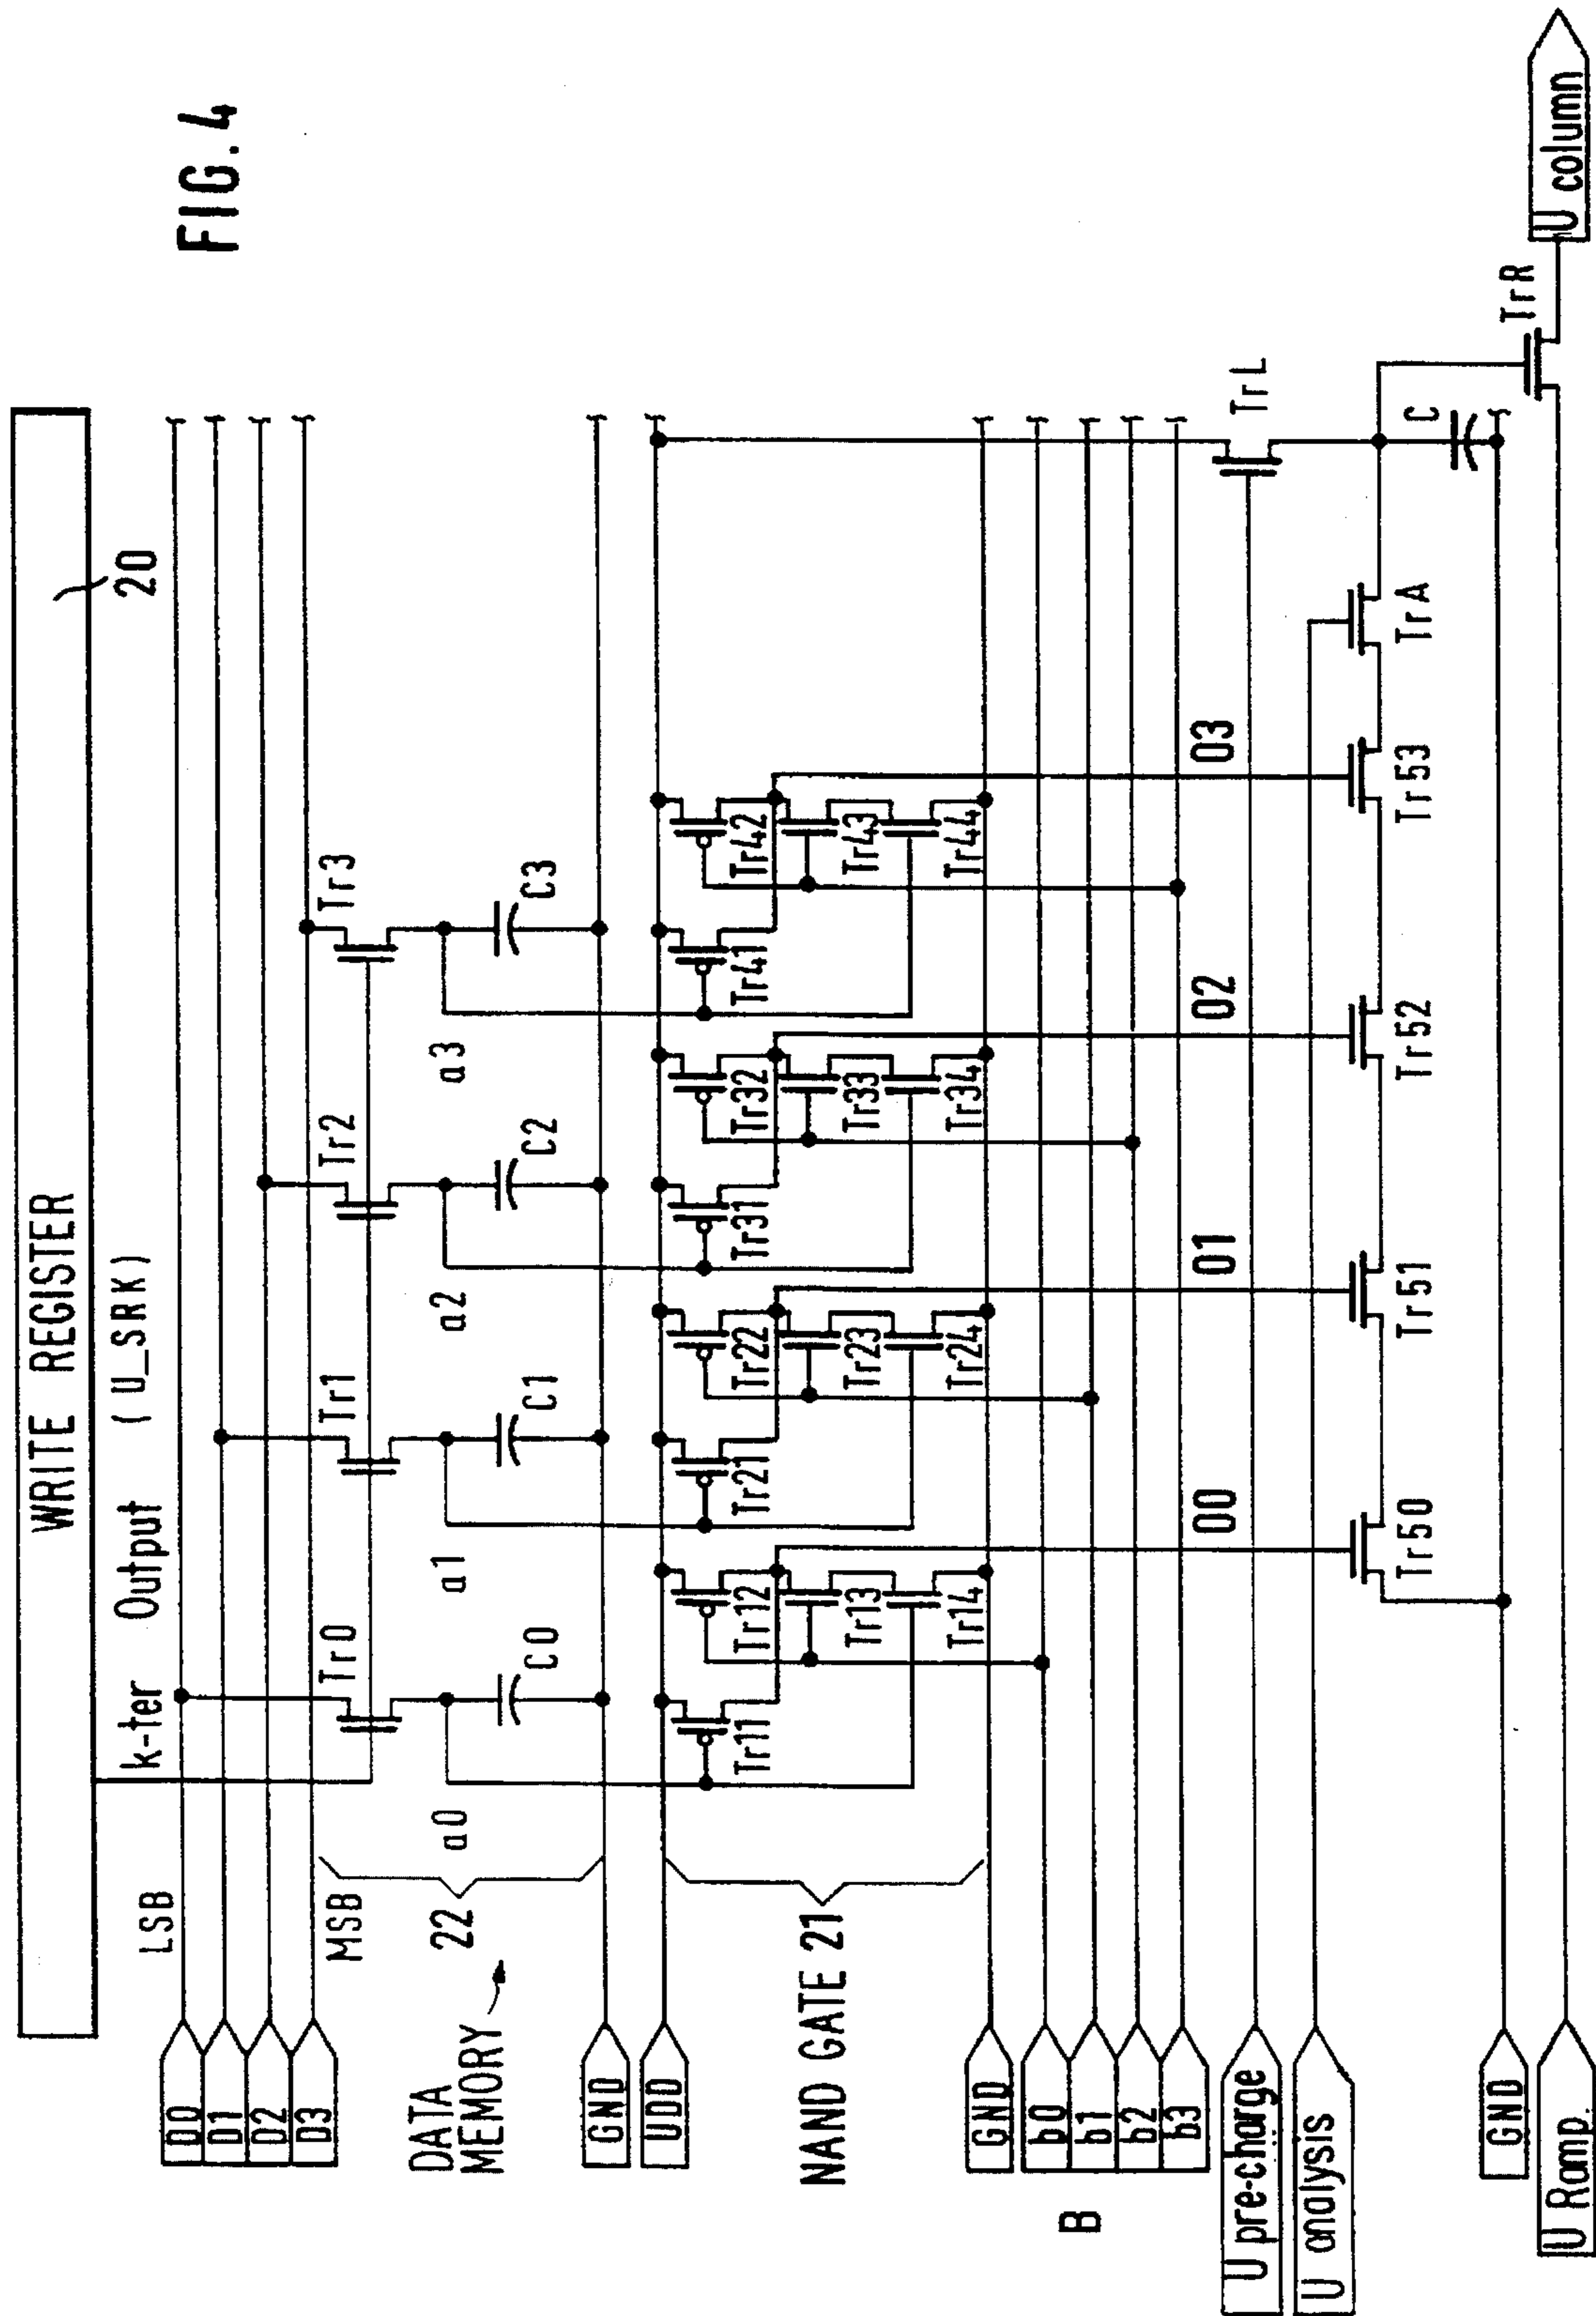 FIG. 4
WRITE REGISTER
20
k-ter Output (U_SRK)
LSB
D0
D1
D2
D3
MSB
Tr0
Tr1
Tr2
Tr3
a0
a1
a2
a3
C0
C1
C2
C3
22
DATA
MEMORY
GND
UDD
Tr11
Tr12
Tr13
Tr14
Tr21
Tr22
Tr23
Tr24
Tr31
Tr32
Tr33
Tr34
Tr41
Tr42
Tr43
Tr44
NAND GATE 21
GND
b0
b1
b2
b3
B
00
01
02
03
TrL
U pre-charge
U analysis
Tr50
Tr51
Tr52
Tr53
TrA
C
GND
TrR
U Ramp.
U column